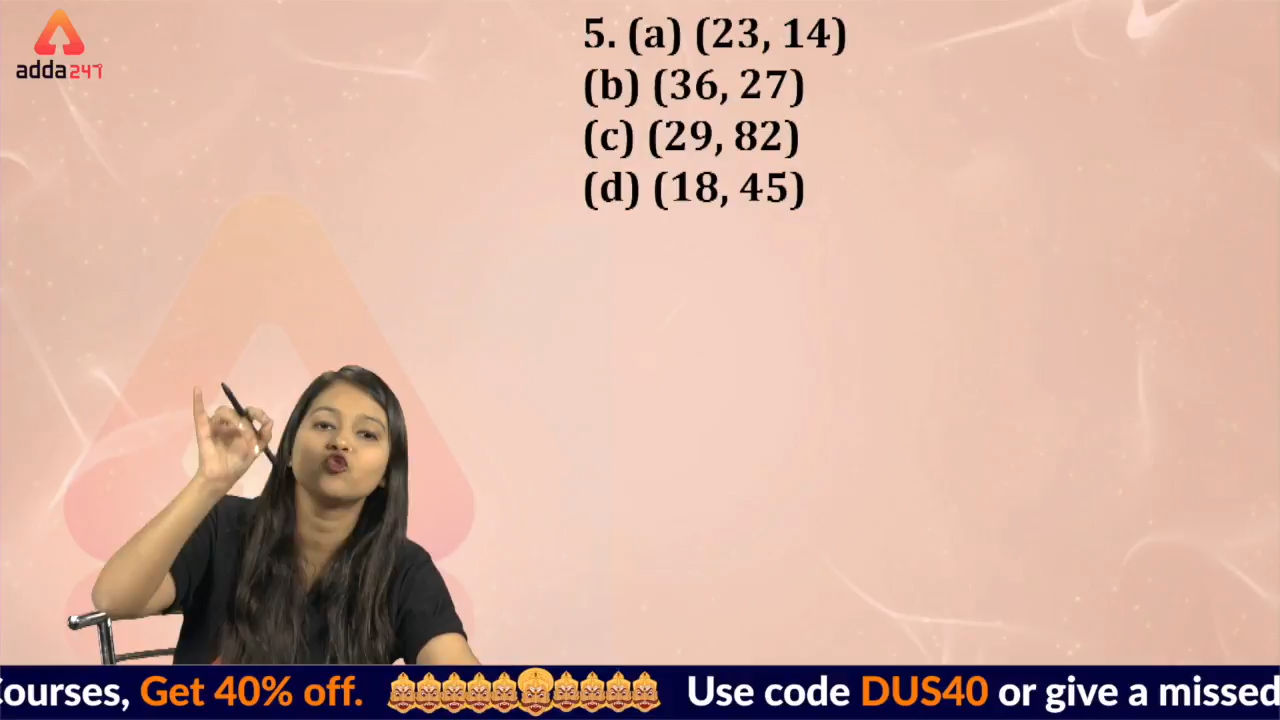 adda247
5. (a) (23, 14)
(b) (36, 27)
(c) (29, 82)
(d) (18, 45)
Courses, Get 40% off.
Use code DUS40 or give a missed